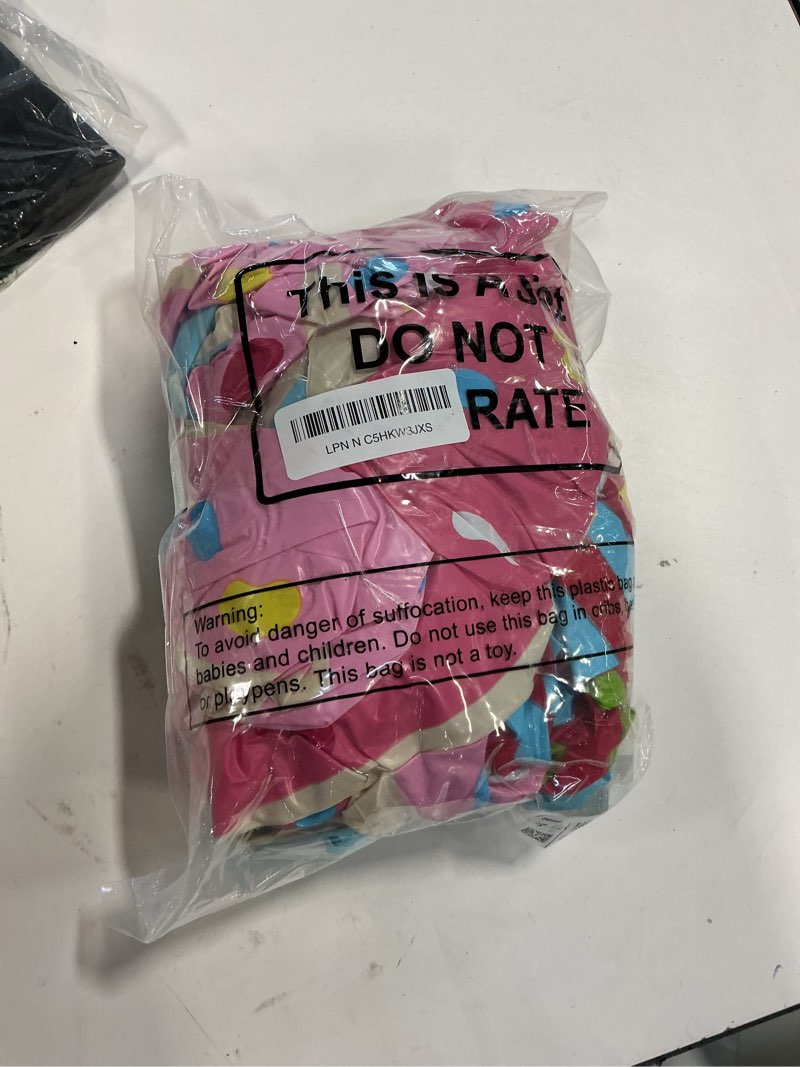 This IS A Set
DO NOT
RATE
LPN N C5HKW3JXS
Warning:
To avoid danger of suffocation, keep this plastic bag
babies and children. Do not use this bag in cribs,
or playpens. This bag is not a toy.